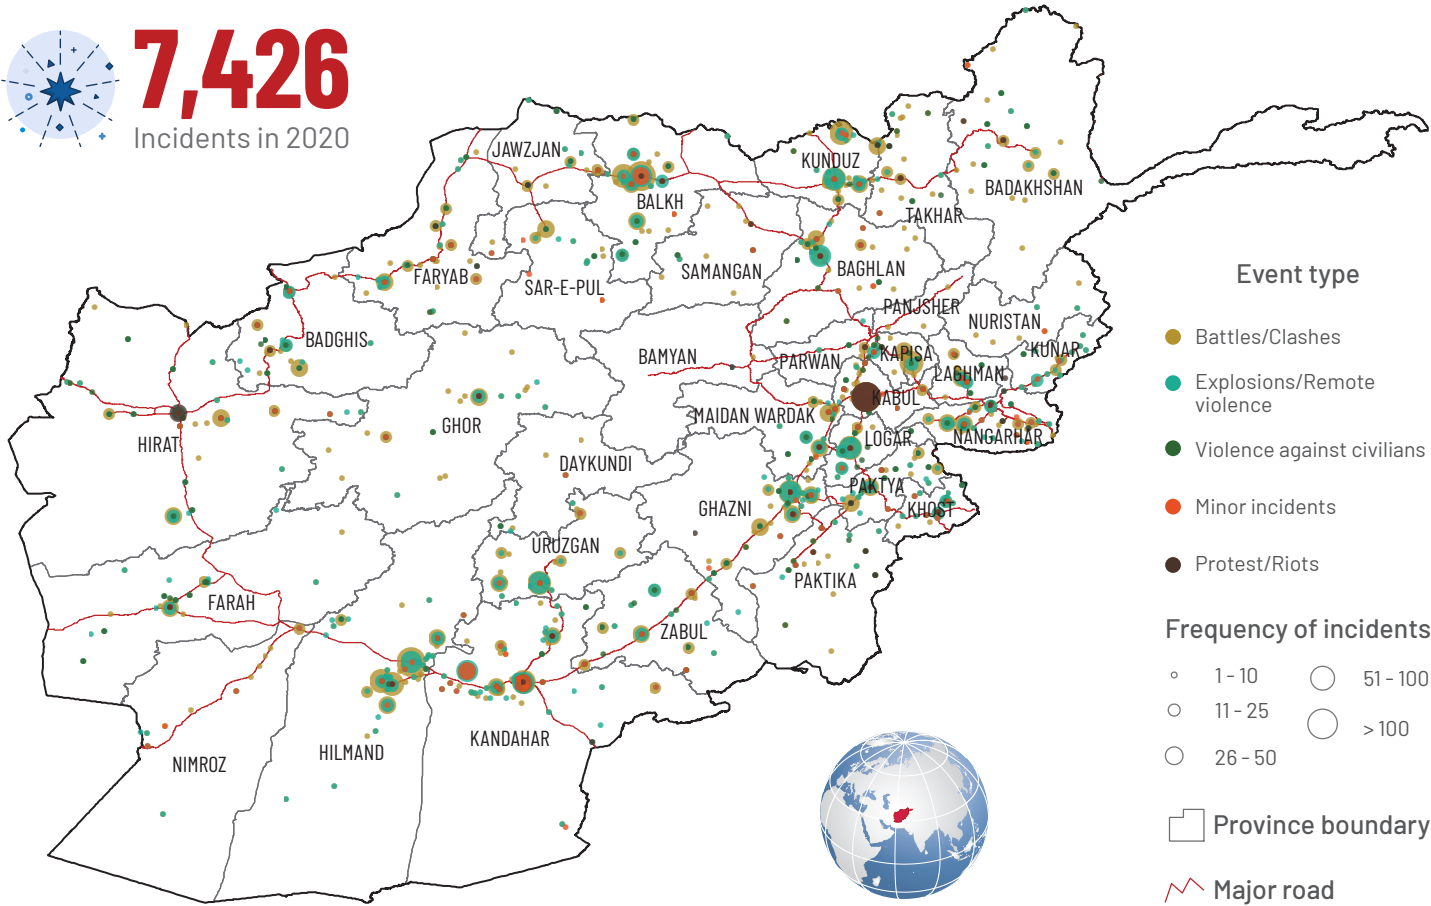 7,426
Incidents in 2020
JAWZJAN
KUNDUZ
BALKH
BADAKHSHAN
TAKHAR
FARYAB
SAR-E-PUL
SAMANGAN
BAGHLAN
PANJSHER
NURISTAN
BADGHIS
BAMYAN
PARWAN
KAPISA
KUNAR
LAGHMAN
KABUL
MAIDAN WARDAK
GHOR
HIRAT
LOGAR
NANGARHAR
DAYKUNDI
PAKTYA
GHAZNI
KHOST
URUZGAN
PAKTIKA
FARAH
ZABUL
KANDAHAR
HILMAND
NIMROZ
Event type
Battles/Clashes
Explosions/Remote
violence
Violence against civilians
Minor incidents
Protest/Riots
Frequency of incidents
1 - 10
51 - 100
11 - 25
> 100
26 - 50
Province boundary
Major road